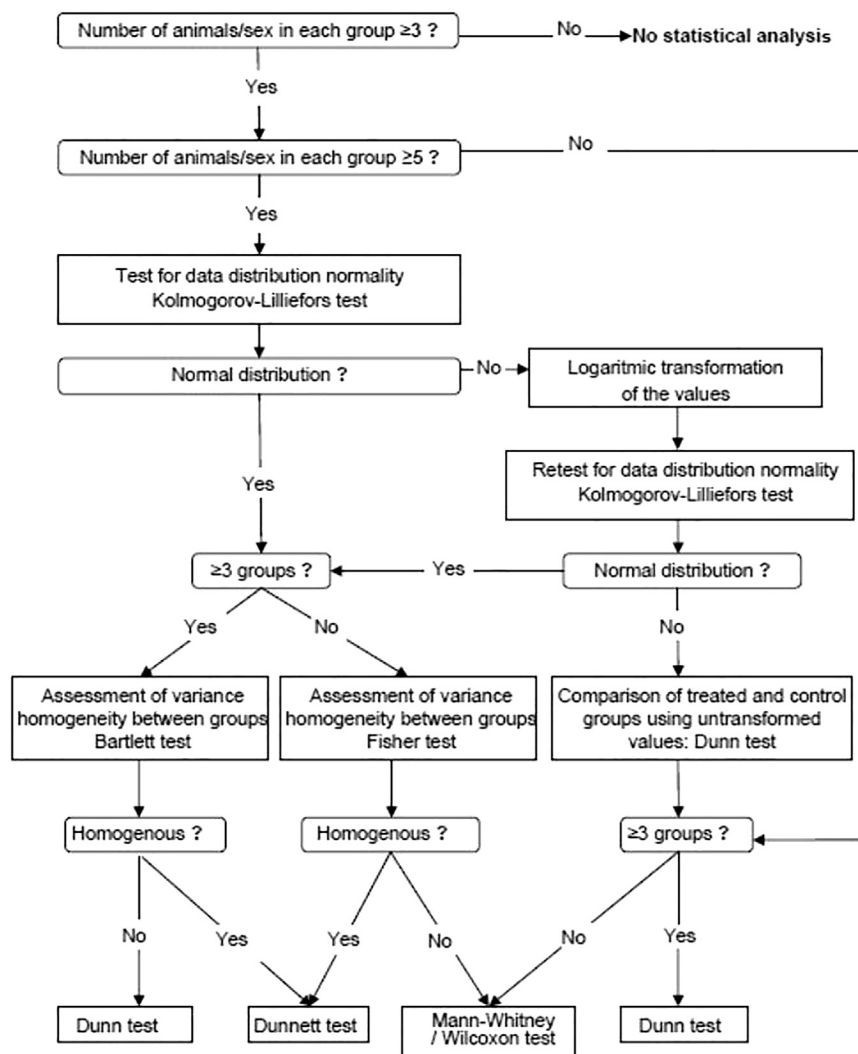 Number of animals/sex in each group ≥3 ?
No
No statistical analysis
Yes
Number of animals/sex in each group ≥5 ?
No
Yes
Test for data distribution normality
Kolmogorov-Lilliefors test
Normal distribution ?
No
Logaritmic transformation
of the values
Retest for data distribution normality
Kolmogorov-Lilliefors test
Yes
≥3 groups ?
Yes
Normal distribution ?
Yes
No
No
Assessment of variance
homogeneity between groups
Bartlett test
Assessment of variance
homogeneity between groups
Fisher test
Comparison of treated and control
groups using untransformed
values: Dunn test
Homogenous ?
Homogenous ?
≥3 groups ?
No
Yes
Yes
No
No
Yes
Dunn test
Dunnett test
Mann-Whitney
/ Wilcoxon test
Dunn test